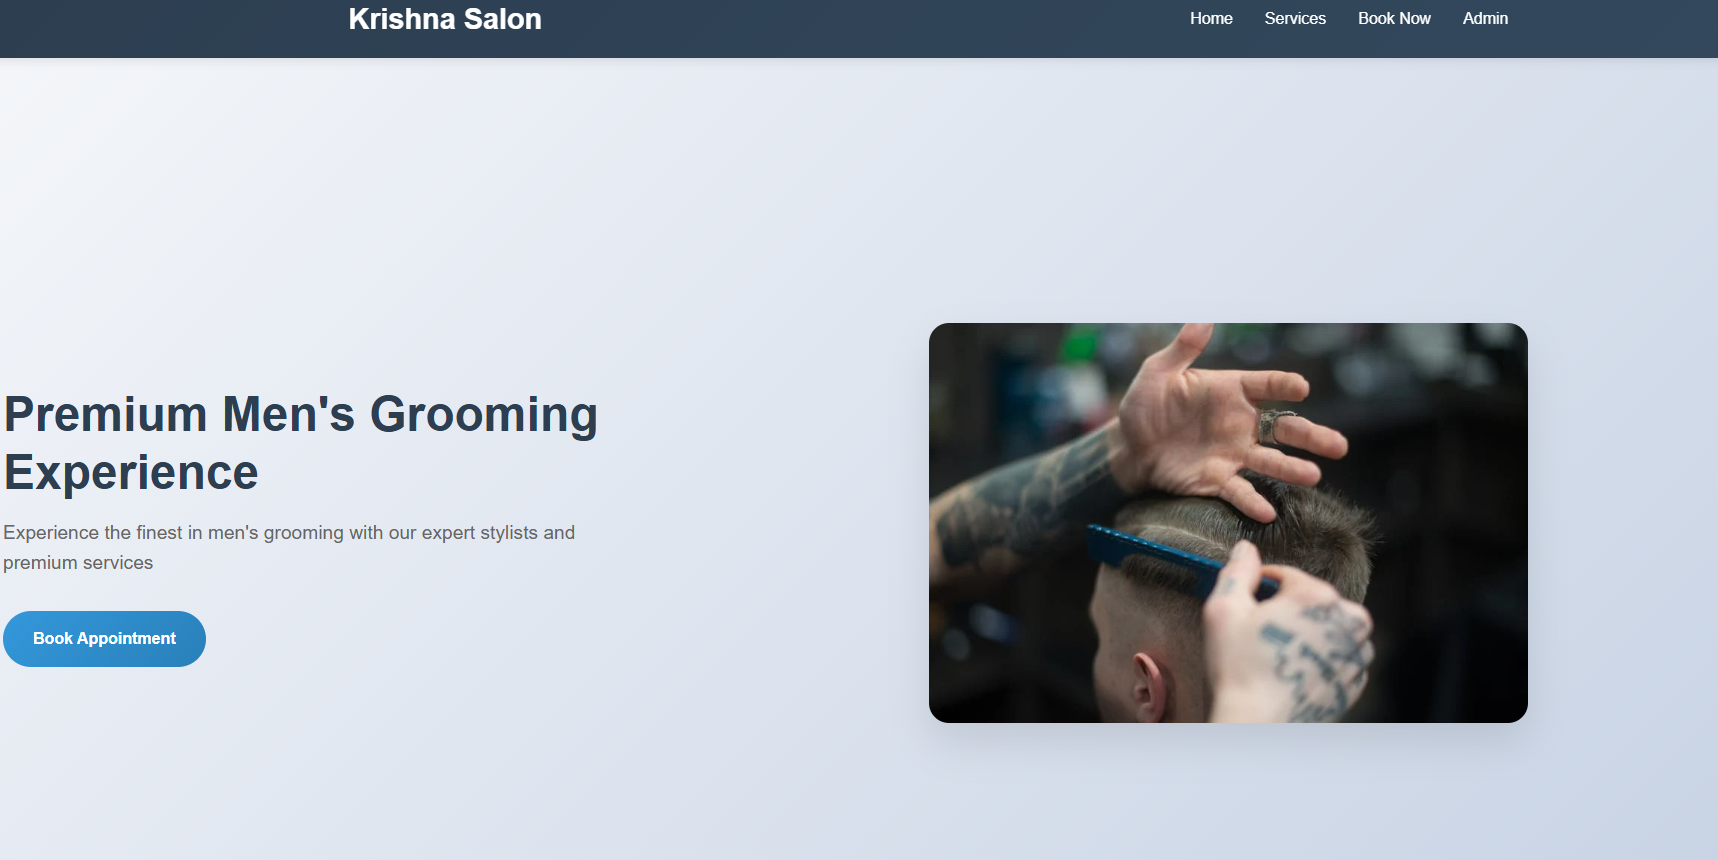 Krishna Salon
Home Services Book Now Admin
Premium Men's Grooming
Experience
Experience the finest in men's grooming with our expert stylists and
premium services
Book Appointment